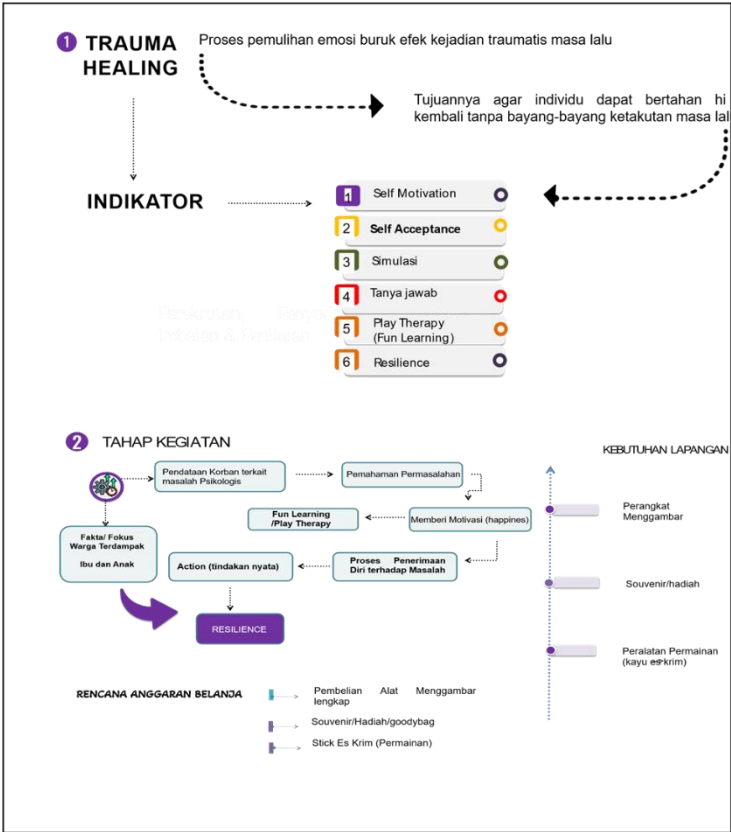 1 TRAUMA
HEALING
Proses pemulihan emosi buruk efek kejadian traumatis masa lalu
Tujuannya agar individu dapat bertahan hi
kembali tanpa bayang-bayang ketakutan masa lal
INDIKATOR
1 Self Motivation
2 Self Acceptance
3 Simulasi
4 Tanya jawab
5 Play Therapy
(Fun Learning)
6 Resilience
2 TAHAP KEGIATAN
Pendataan Korban terkait
masalah Psikologis
Pemahaman Permasalahan
Fun Learning
/Play Therapy
Memberi Motivasi (happines)
Fakta/ Fokus
Warga Terdampak
Ibu dan Anak
Action (tindakan nyata)
Proses Penerimaan
Diri terhadap Masalah
RESILIENCE
KEBUTUHAN LAPANGAN
Perangkat
Menggambar
Souvenir/hadiah
Peralatan Permainan
(kayu es krim)
RENCANA ANGGARAN BELANJA
Pembelian Alat Menggambar
lengkap
Souvenir/Hadiah/goodybag
Stick Es Krim (Permainan)